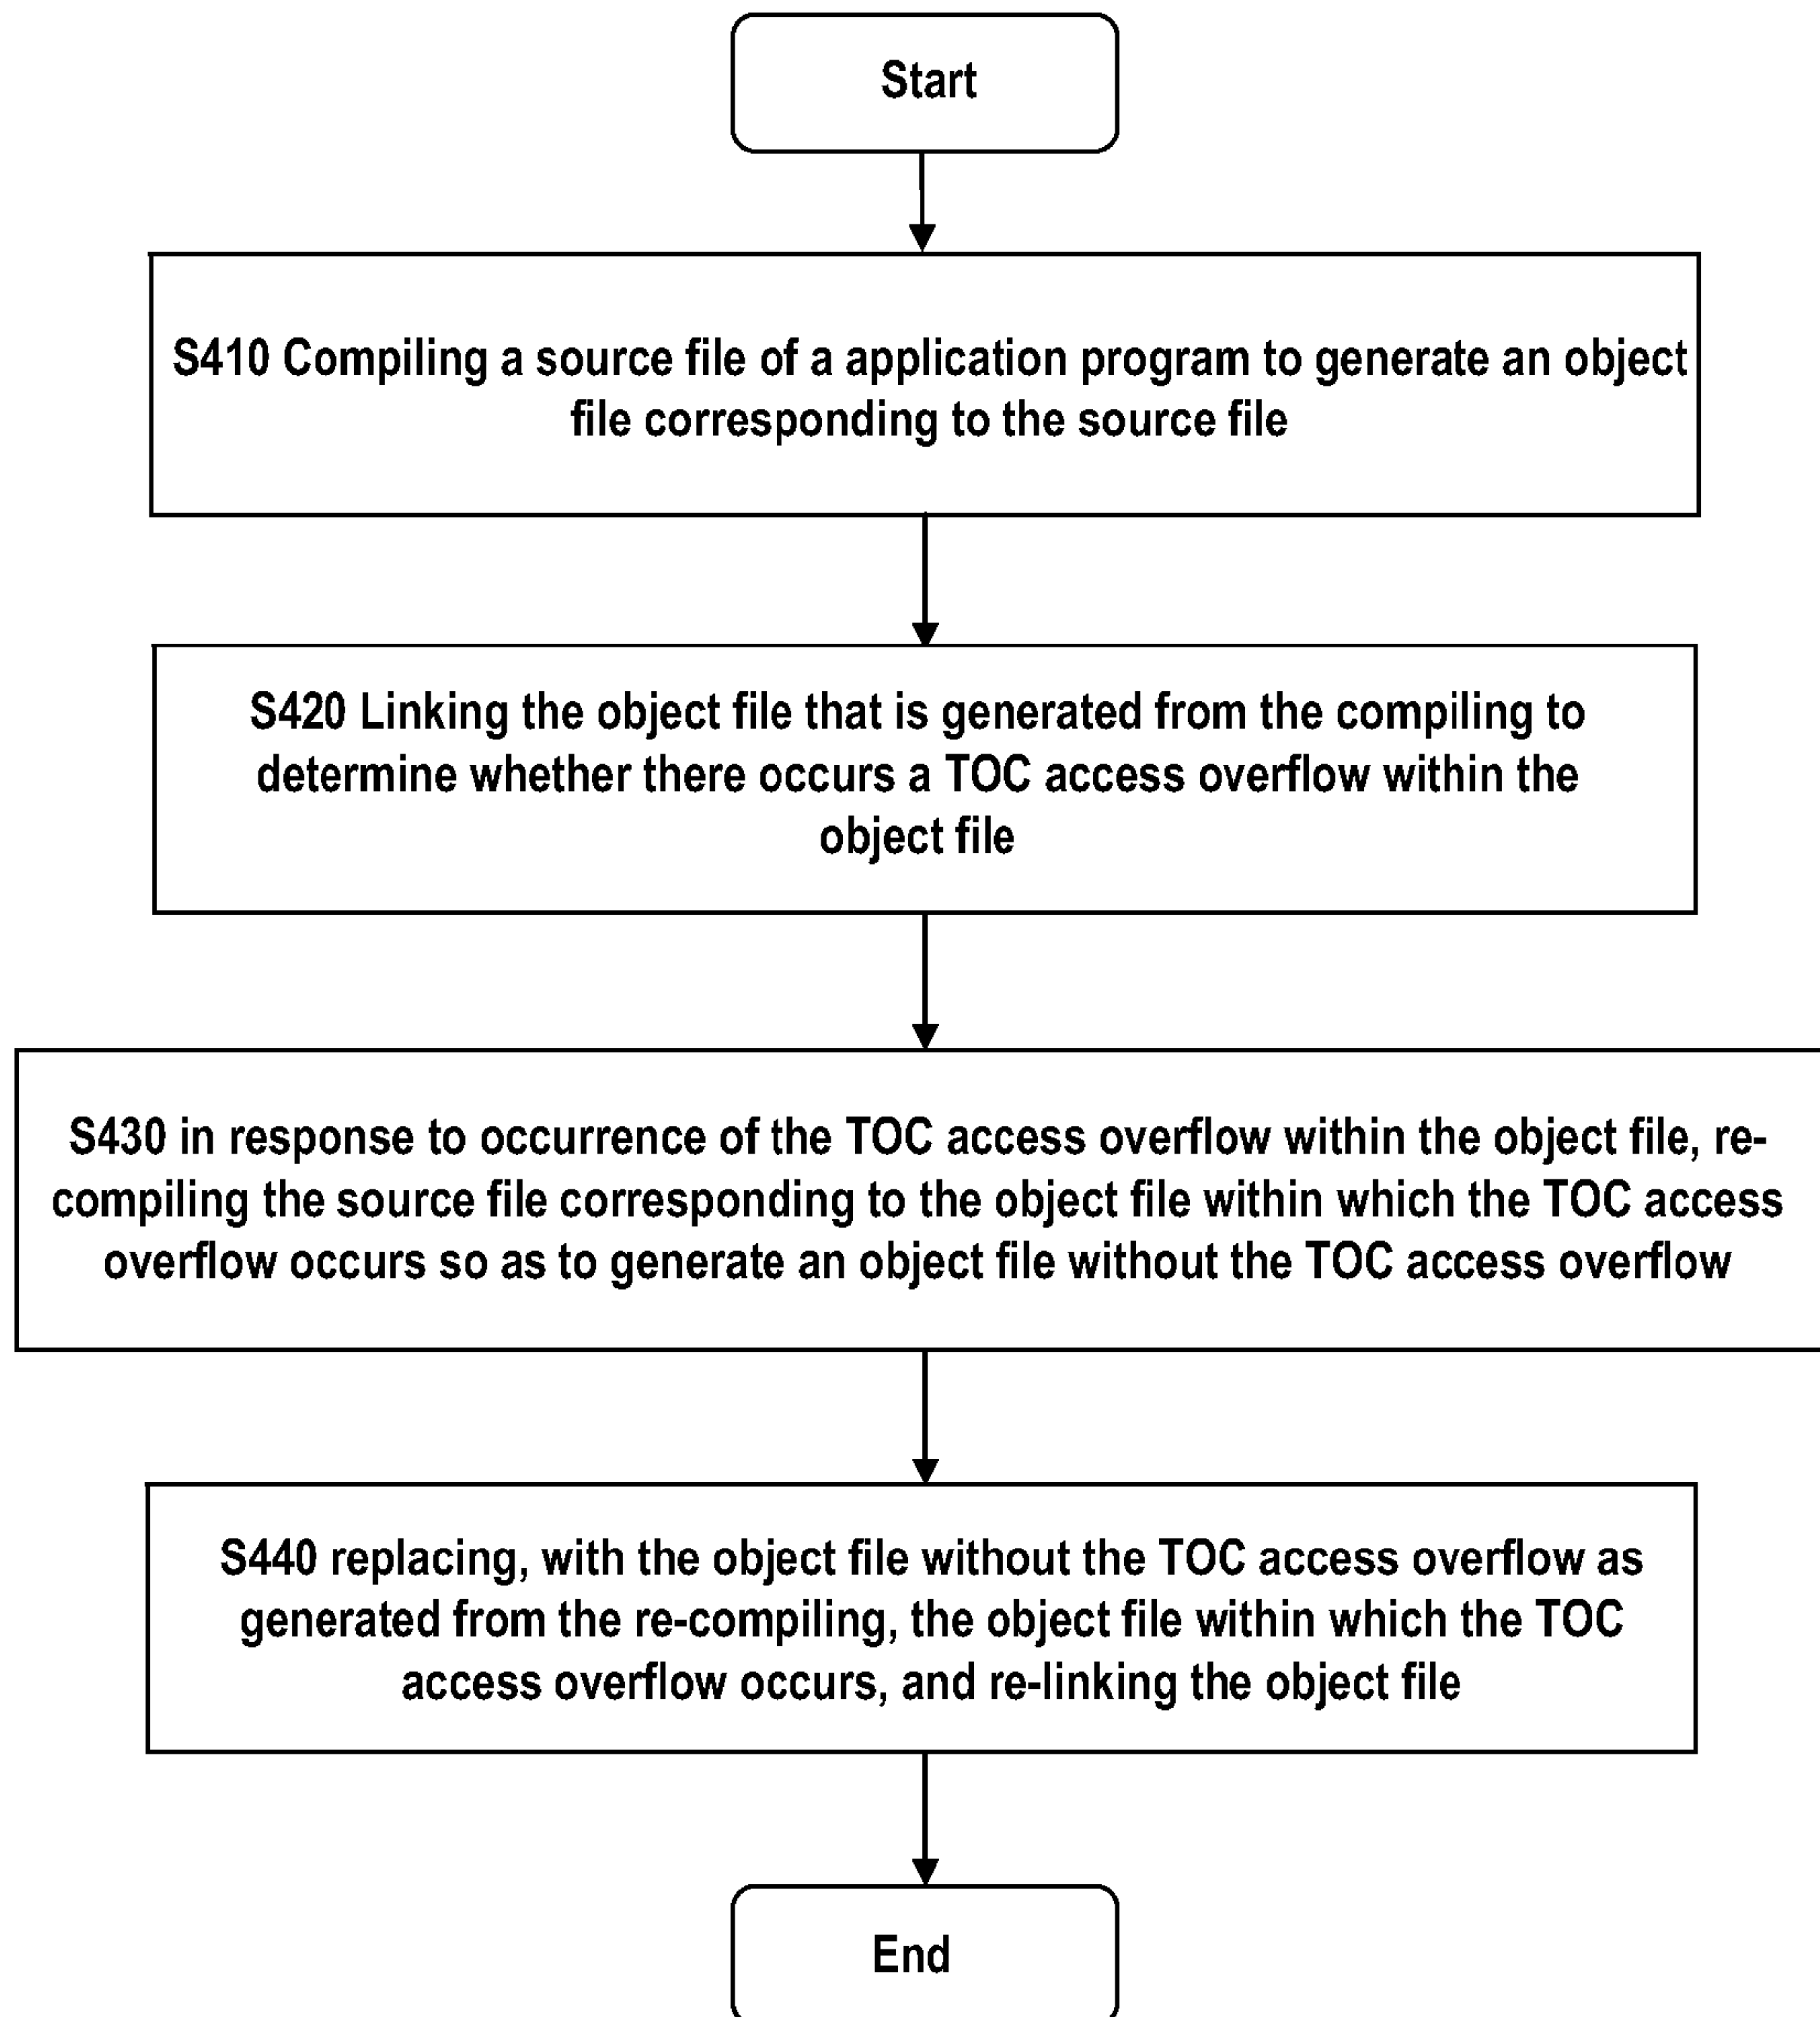 Start
S410 Compiling a source file of a application program to generate an object
file corresponding to the source file
S420 Linking the object file that is generated from the compiling to
determine whether there occurs a TOC access overflow within the
object file
S430 in response to occurrence of the TOC access overflow within the object file, re-
compiling the source file corresponding to the object file within which the TOC access
overflow occurs so as to generate an object file without the TOC access overflow
S440 replacing, with the object file without the TOC access overflow as
generated from the re-compiling, the object file within which the TOC
access overflow occurs, and re-linking the object file
End